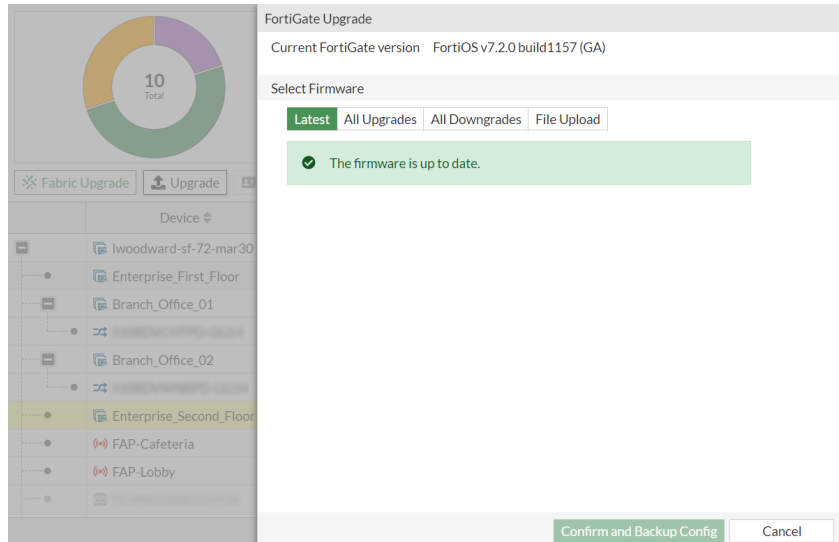 FortiGate Upgrade
Current FortiGate version FortiOS v7.2.0 build1157 (GA)
Select Firmware
Latest All Upgrades All Downgrades File Upload
The firmware is up to date.
10
Total
Fabric Upgrade Upgrade
Device
lwoodward-sf-72-mar30
Enterprise_First_Floor
Branch_Office_01
Branch_Office_02
Enterprise_Second_Floor
FAP-Cafeteria
FAP-Lobby
Confirm and Backup Config Cancel